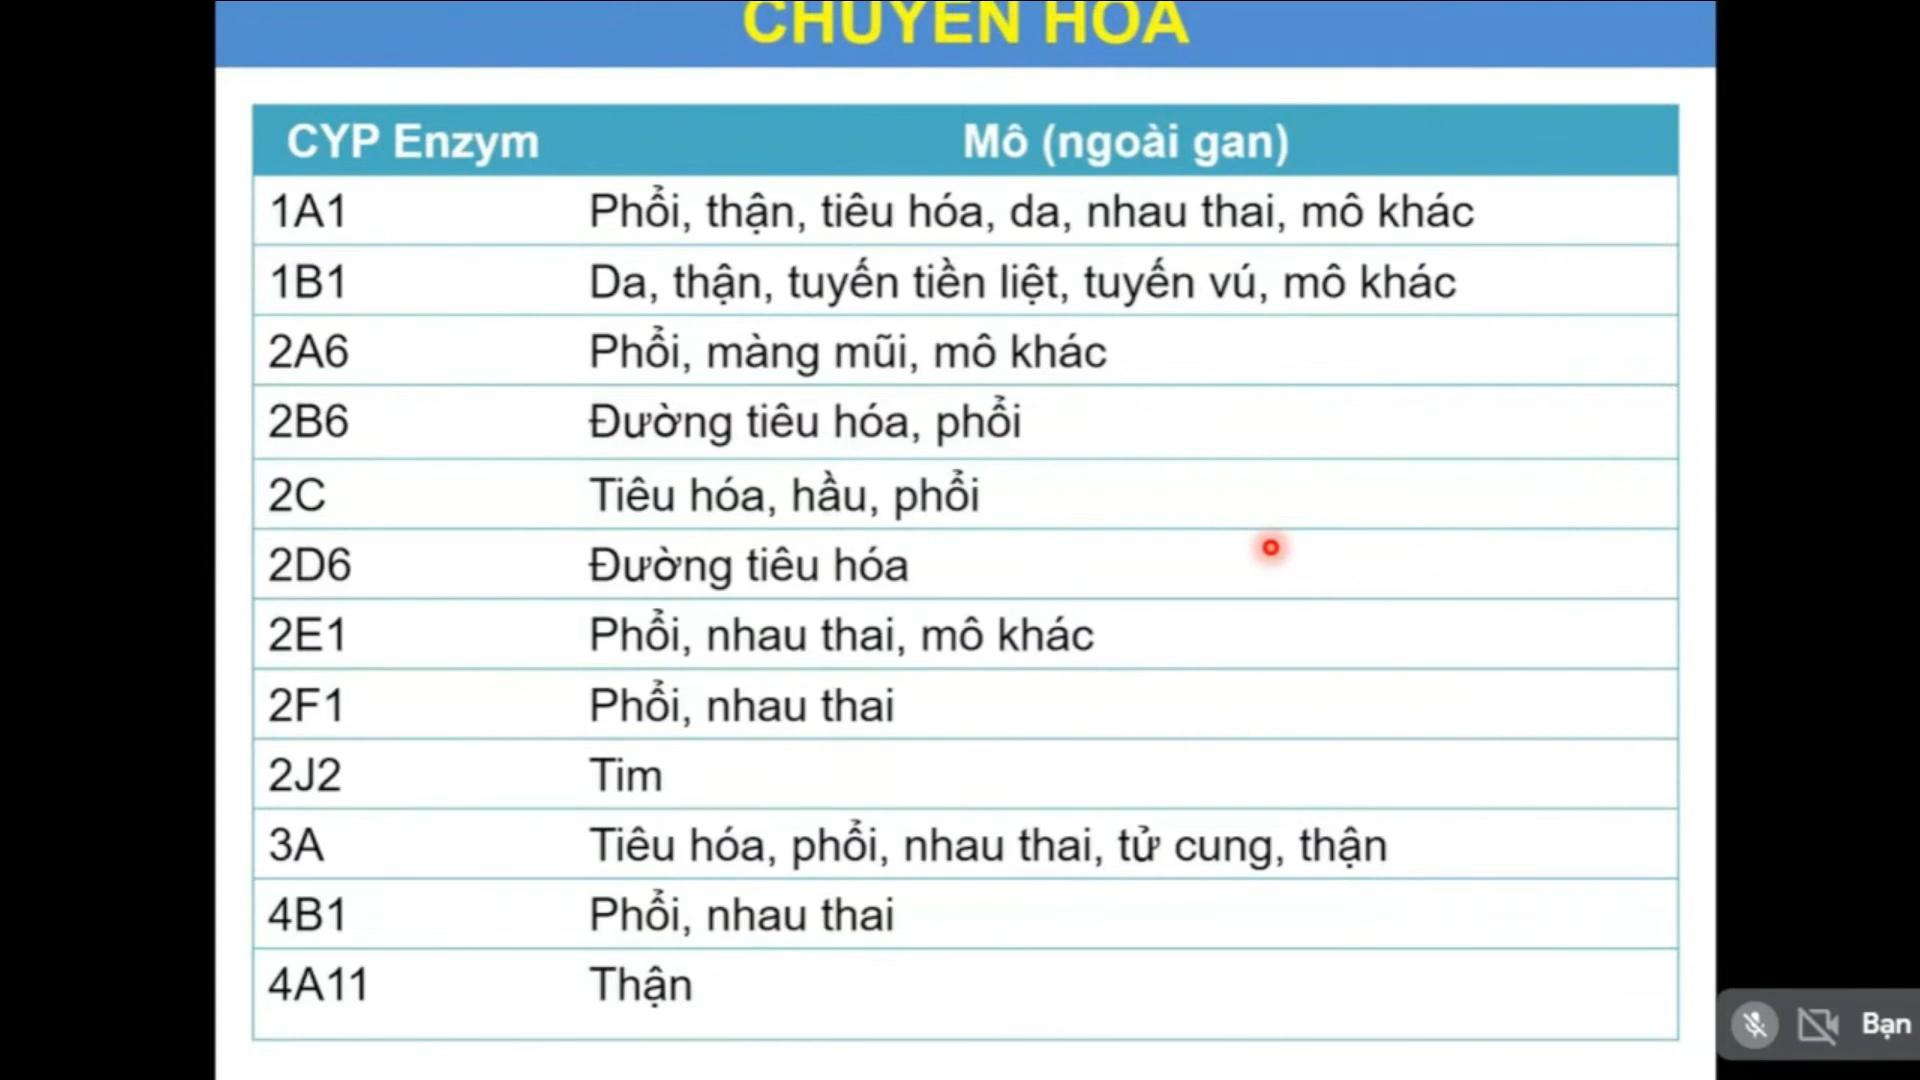 CHUYỂN HÓA
CYP Enzym Mô (ngoài gan)
1A1 Phổi, thận, tiêu hóa, da, nhau thai, mô khác
1B1 Da, thận, tuyến tiền liệt, tuyến vú, mô khác
2A6 Phổi, màng mũi, mô khác
2B6 Đường tiêu hóa, phổi
2C Tiêu hóa, hầu, phổi
2D6 Đường tiêu hóa
2E1 Phổi, nhau thai, mô khác
2F1 Phổi, nhau thai
2J2 Tim
3A Tiêu hóa, phổi, nhau thai, tử cung, thận
4B1 Phổi, nhau thai
4A11 Thận
Bạn